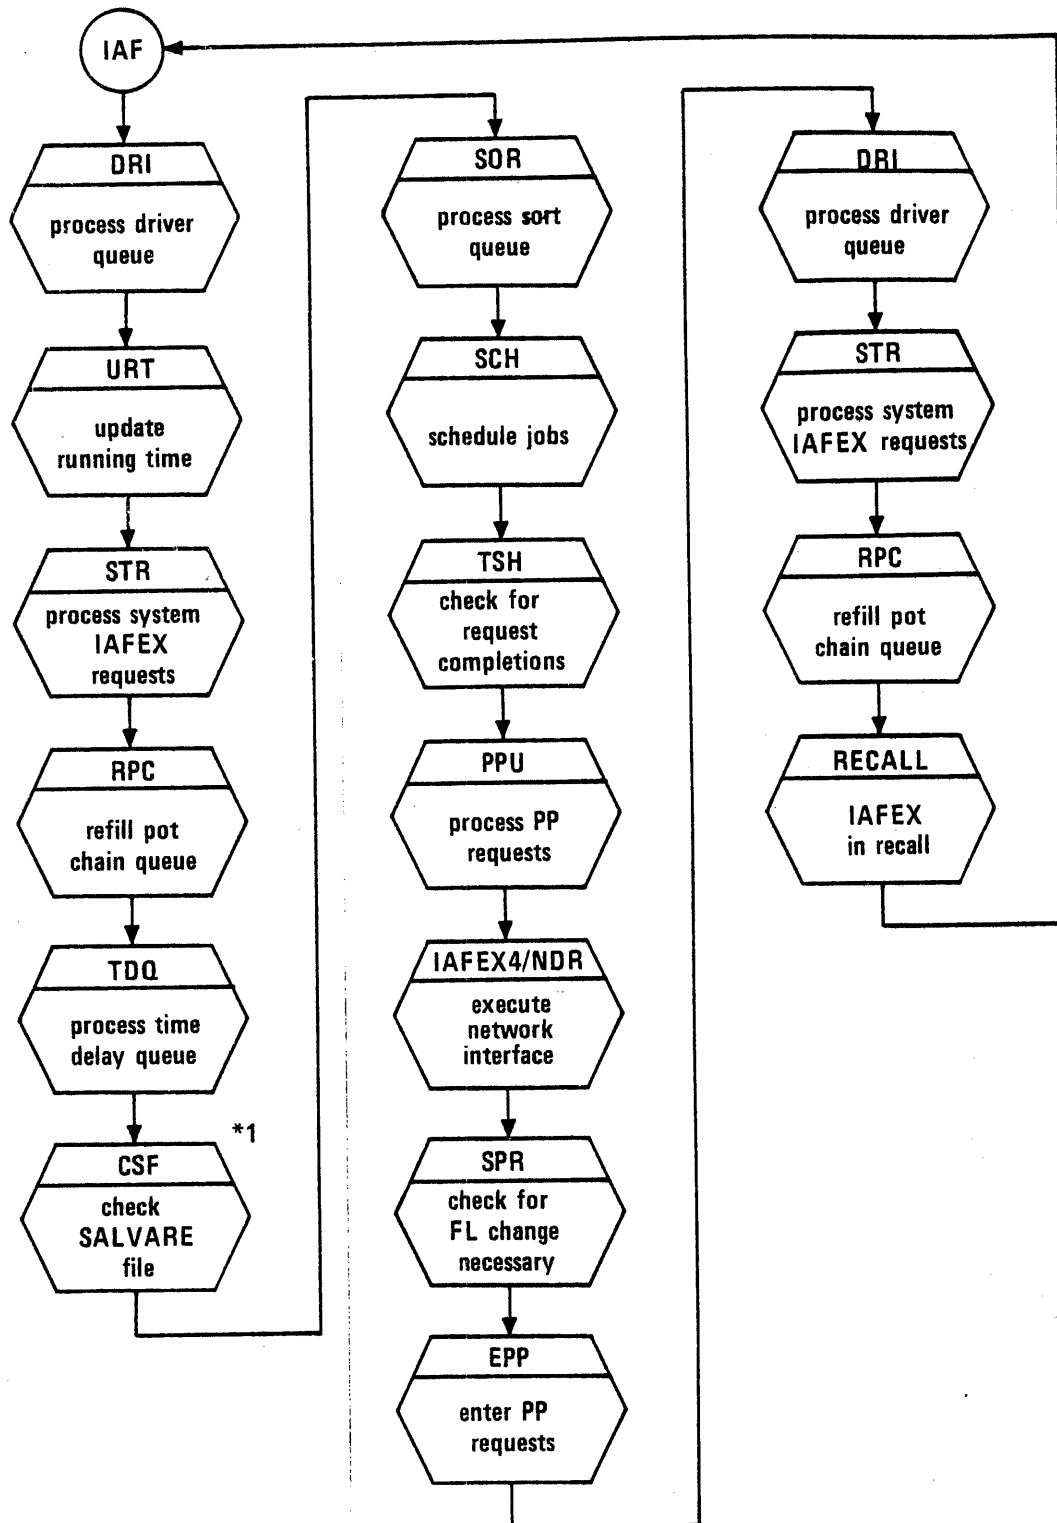 IAF
DRI
process driver
queue
URT
update
running time
STR
process system
IAFEX
requests
RPC
refill pot
chain queue
TDQ
process time
delay queue
*1
CSF
check
SALVARE
file
SOR
process sort
queue
SCH
schedule jobs
TSH
check for
request
completions
PPU
process PP
requests
IAFEX4/NDR
execute
network
interface
SPR
check for
FL change
necessary
EPP
enter PP
requests
DRI
process driver
queue
STR
process system
IAFEX requests
RPC
refill pot
chain queue
RECALL
IAFEX
in recall